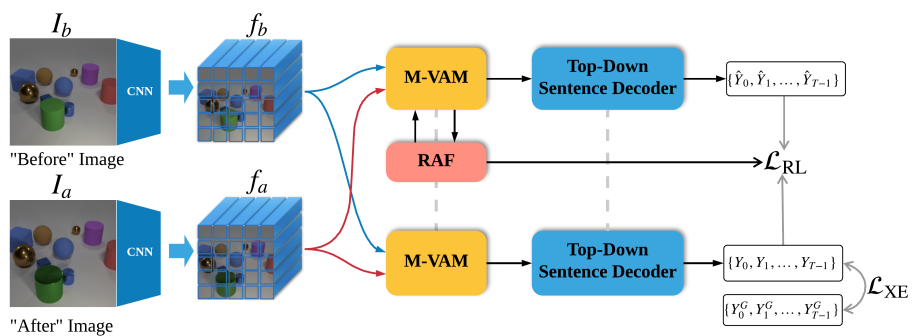 I_b
CNN
"Before" Image
f_b
I_a
CNN
"After" Image
f_a
M-VAM
RAF
M-VAM
Top-Down
Sentence Decoder
Top-Down
Sentence Decoder
{Ŷ_0, Ŷ_1, . . . , Ŷ_{T−1}}
ℒ_RL
{Y_0, Y_1, . . . , Y_{T−1}}
ℒ_XE
{Y_0^G, Y_1^G, . . . , Y_{T−1}^G}